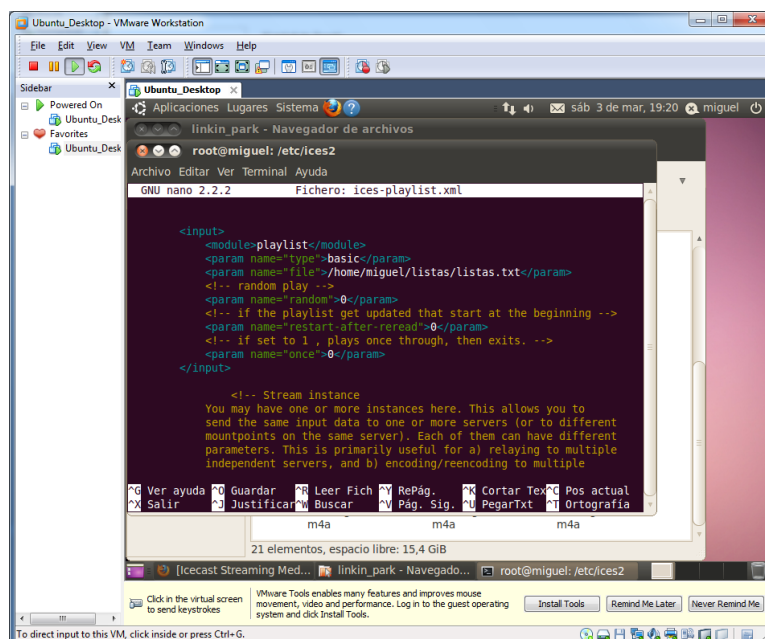 Ubuntu_Desktop - VMware Workstation
File Edit View VM Team Windows Help
Sidebar ×
Powered On
Ubuntu_Desk
Favorites
Ubuntu_Desk
Ubuntu_Desktop ×
Aplicaciones Lugares Sistema ? sáb 3 de mar, 19:20 miguel
linkin_park - Navegador de archivos
root@miguel: /etc/ices2
Archivo Editar Ver Terminal Ayuda
GNU nano 2.2.2 Fichero: ices-playlist.xml
<input>
<module>playlist</module>
<param name="type">basic</param>
<param name="file">/home/miguel/listas/listas.txt</param>
<!-- random play -->
<param name="random">0</param>
<!-- if the playlist get updated that start at the beginning -->
<param name="restart-after-reread">0</param>
<!-- if set to 1 , plays once through, then exits. -->
<param name="once">0</param>
</input>
<!-- Stream instance
You may have one or more instances here. This allows you to
send the same input data to one or more servers (or to different
mountpoints on the same server). Each of them can have different
parameters. This is primarily useful for a) relaying to multiple
independent servers, and b) encoding/reencoding to multiple
^G Ver ayuda ^O Guardar ^R Leer Fich ^Y RePág. ^K Cortar Tex ^C Pos actual
^X Salir ^J Justificar ^W Buscar ^V Pág. Sig. ^U PegarTxt ^T Ortografía
m4a m4a m4a
21 elementos, espacio libre: 15,4 GiB
[Icecast Streaming Med... linkin_park - Navegado... root@miguel: /etc/ices2
Click in the virtual screen
to send keystrokes
VMware Tools enables many features and improves mouse
movement, video and performance. Log in to the guest operating
system and click Install Tools.
Install Tools Remind Me Later Never Remind Me
To direct input to this VM, click inside or press Ctrl+G.